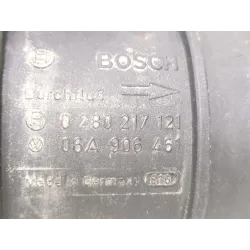 BOSCH
Durchfluß
0 280 217 121
06A 906 461
Made in Germany